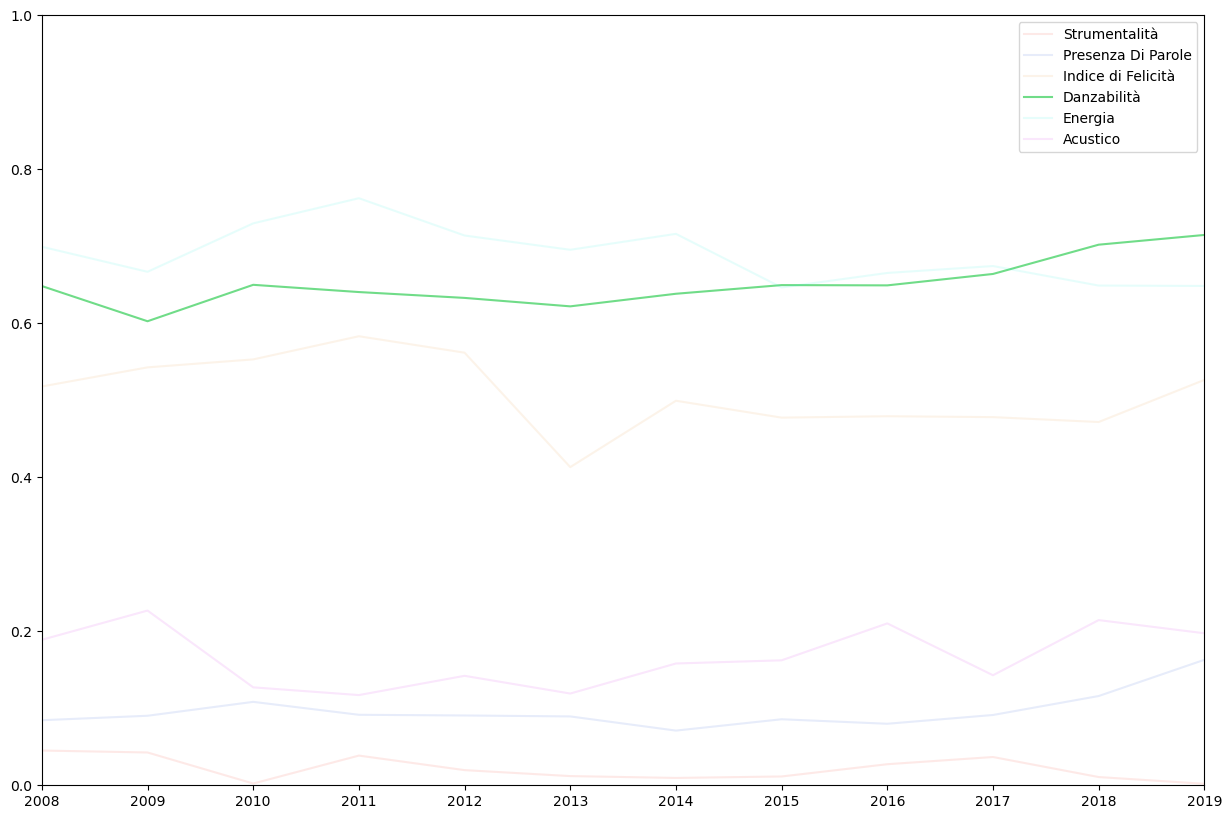 1.0
Strumentalità
Presenza Di Parole
Indice di Felicità
Danzabilità
Energia
Acustico
0.8
0.6
0.4
0.2
0.0
2008 2009 2010 2011 2012 2013 2014 2015 2016 2017 2018 2019